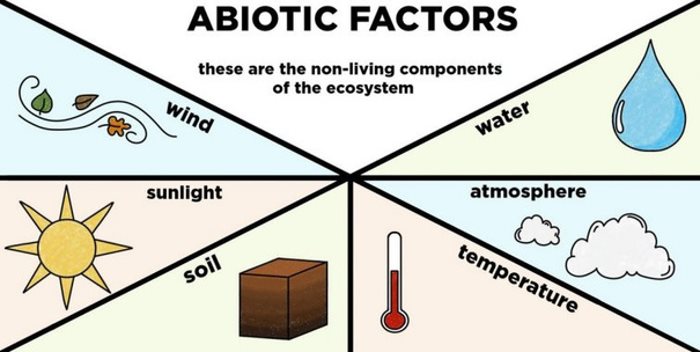 ABIOTIC FACTORS
these are the non-living components
of the ecosystem
wind
water
sunlight
atmosphere
soil
temperature